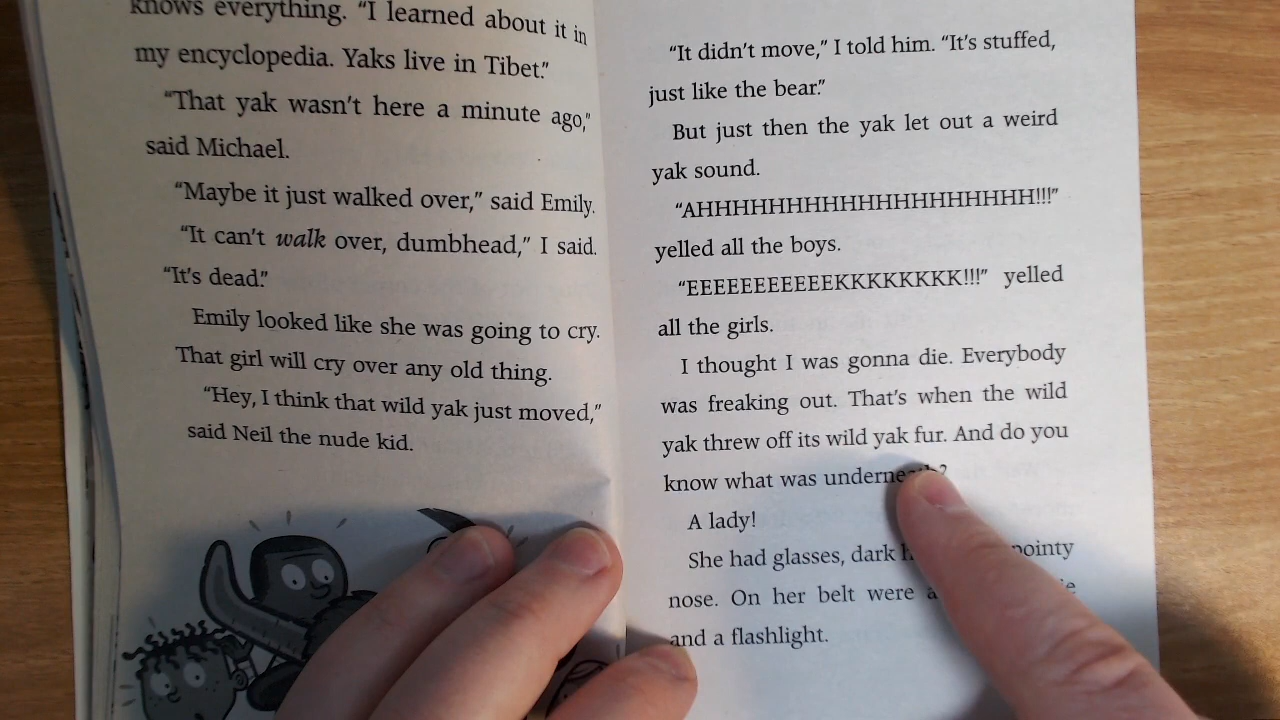 knows everything. “I learned about it in
my encyclopedia. Yaks live in Tibet.”
“That yak wasn’t here a minute ago,”
said Michael.
“Maybe it just walked over,” said Emily.
“It can’t walk over, dumbhead,” I said.
“It’s dead.”
Emily looked like she was going to cry.
That girl will cry over any old thing.
“Hey, I think that wild yak just moved,”
said Neil the nude kid.
“It didn’t move,” I told him. “It’s stuffed,
just like the bear.”
But just then the yak let out a weird
yak sound.
“AHHHHHHHHHHHHHHHHHHH!!!”
yelled all the boys.
“EEEEEEEEEEEKKKKKKKK!!!” yelled
all the girls.
I thought I was gonna die. Everybody
was freaking out. That’s when the wild
yak threw off its wild yak fur. And do you
know what was underneath?
A lady!
She had glasses, dark pointy
nose. On her belt were
and a flashlight.